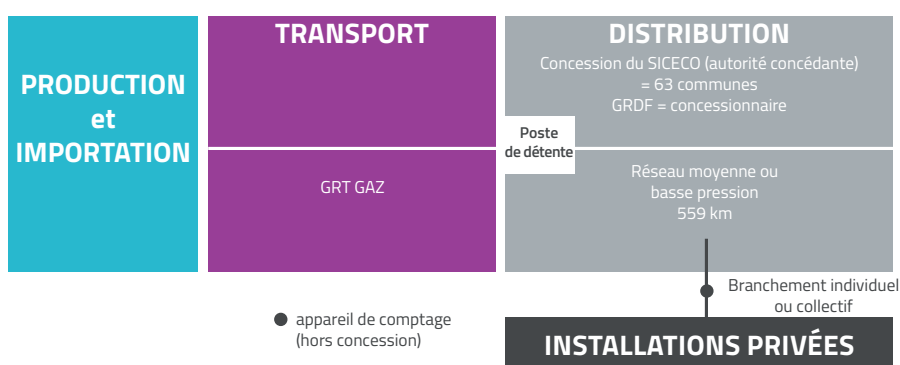 PRODUCTION
et
IMPORTATION
TRANSPORT
GRT GAZ
DISTRIBUTION
Concession du SICECO (autorité concédante)
= 63 communes
GRDF = concessionnaire
Poste
de détente
Réseau moyenne ou
basse pression
559 km
Branchement individuel
ou collectif
appareil de comptage
(hors concession)
INSTALLATIONS PRIVÉES